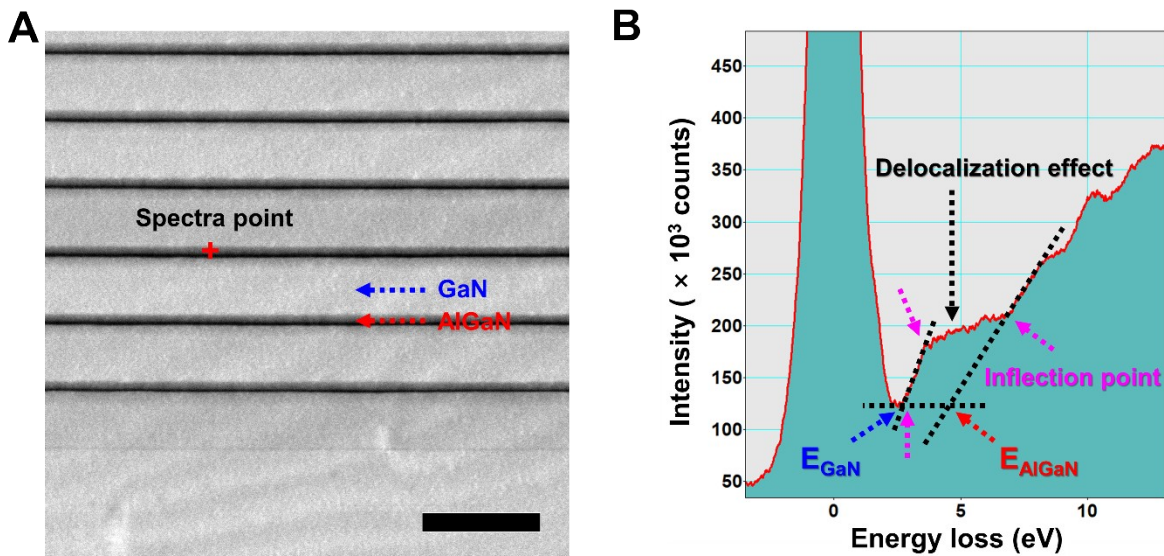 A
Spectra point
GaN
AlGaN
B
Intensity ( × 10³ counts)
450
400
350
300
250
200
150
100
50
Delocalization effect
Inflection point
E_GaN
E_AlGaN
0
5
10
Energy loss (eV)